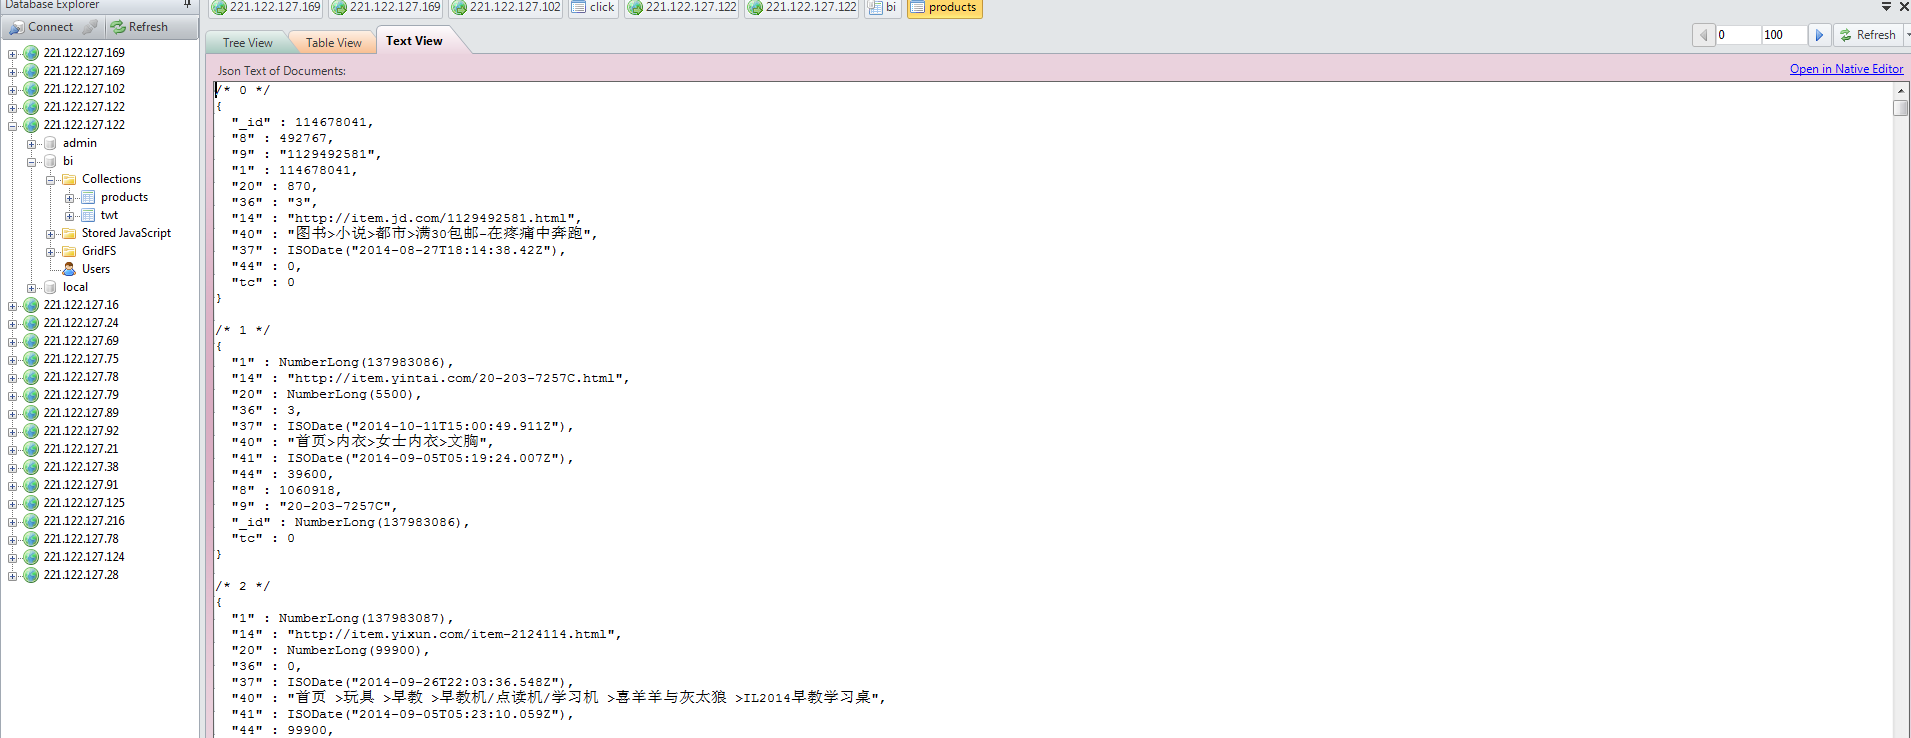 Database Explorer
221.122.127.169
221.122.127.169
221.122.127.102
click
221.122.127.122
221.122.127.122
bi
products
Connect
Refresh
Tree View
Table View
Text View
0
100
Refresh
Json Text of Documents:
Open in Native Editor
221.122.127.169
221.122.127.169
221.122.127.102
221.122.127.122
221.122.127.122
admin
bi
Collections
products
twt
Stored JavaScript
GridFS
Users
local
221.122.127.16
221.122.127.24
221.122.127.69
221.122.127.75
221.122.127.78
221.122.127.79
221.122.127.89
221.122.127.92
221.122.127.21
221.122.127.38
221.122.127.91
221.122.127.125
221.122.127.216
221.122.127.78
221.122.127.124
221.122.127.28
/* 0 */
{
"_id" : 114678041,
"8" : 492767,
"9" : "1129492581",
"1" : 114678041,
"20" : 870,
"36" : "3",
"14" : "http://item.jd.com/1129492581.html",
"40" : "图书>小说>都市>满30包邮-在疼痛中奔跑",
"37" : ISODate("2014-08-27T18:14:38.42Z"),
"44" : 0,
"tc" : 0
}
/* 1 */
{
"1" : NumberLong(137983086),
"14" : "http://item.yintai.com/20-203-7257C.html",
"20" : NumberLong(5500),
"36" : 3,
"37" : ISODate("2014-10-11T15:00:49.911Z"),
"40" : "首页>内衣>女士内衣>文胸",
"41" : ISODate("2014-09-05T05:19:24.007Z"),
"44" : 39600,
"8" : 1060918,
"9" : "20-203-7257C",
"_id" : NumberLong(137983086),
"tc" : 0
}
/* 2 */
{
"1" : NumberLong(137983087),
"14" : "http://item.yixun.com/item-2124114.html",
"20" : NumberLong(99900),
"36" : 0,
"37" : ISODate("2014-09-26T22:03:36.548Z"),
"40" : "首页 >玩具 >早教 >早教机/点读机/学习机 >喜羊羊与灰太狼 >IL2014早教学习桌",
"41" : ISODate("2014-09-05T05:23:10.059Z"),
"44" : 99900,